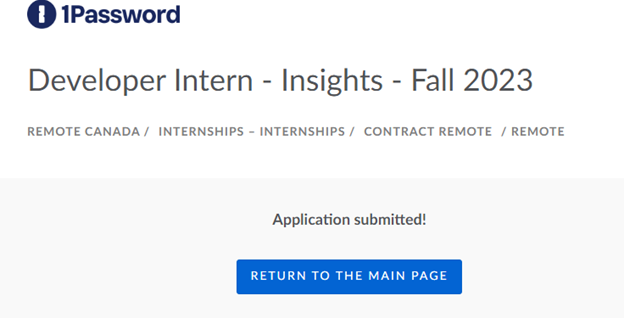 1Password
Developer Intern - Insights - Fall 2023
REMOTE CANADA / INTERNSHIPS – INTERNSHIPS / CONTRACT REMOTE / REMOTE
Application submitted!
RETURN TO THE MAIN PAGE